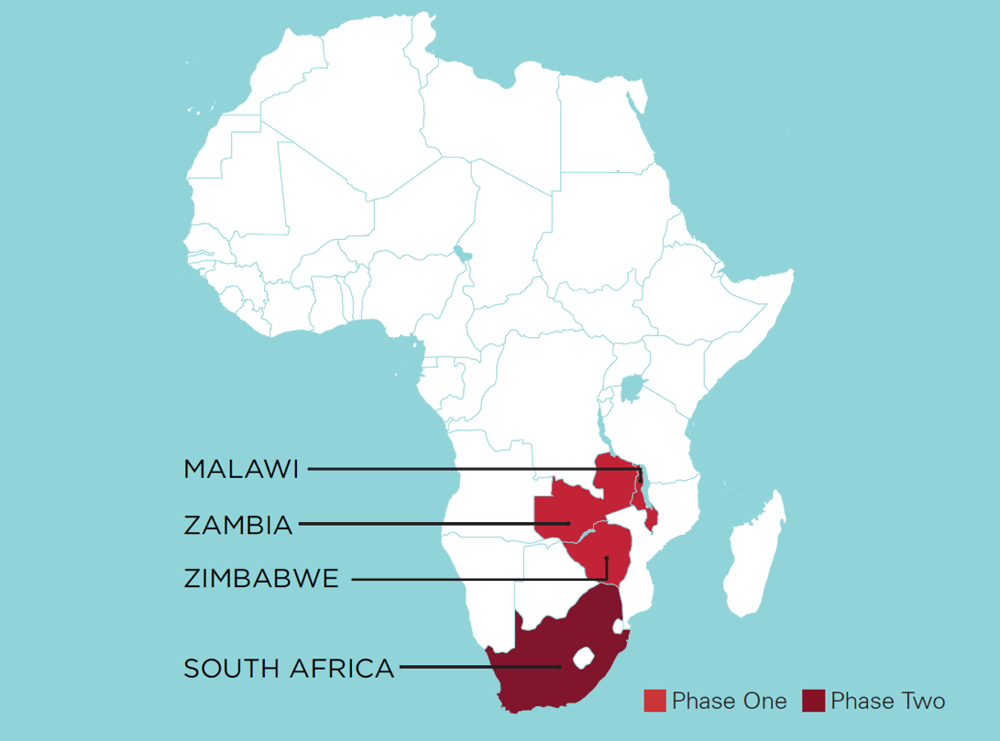 MALAWI
ZAMBIA
ZIMBABWE
SOUTH AFRICA
Phase One
Phase Two